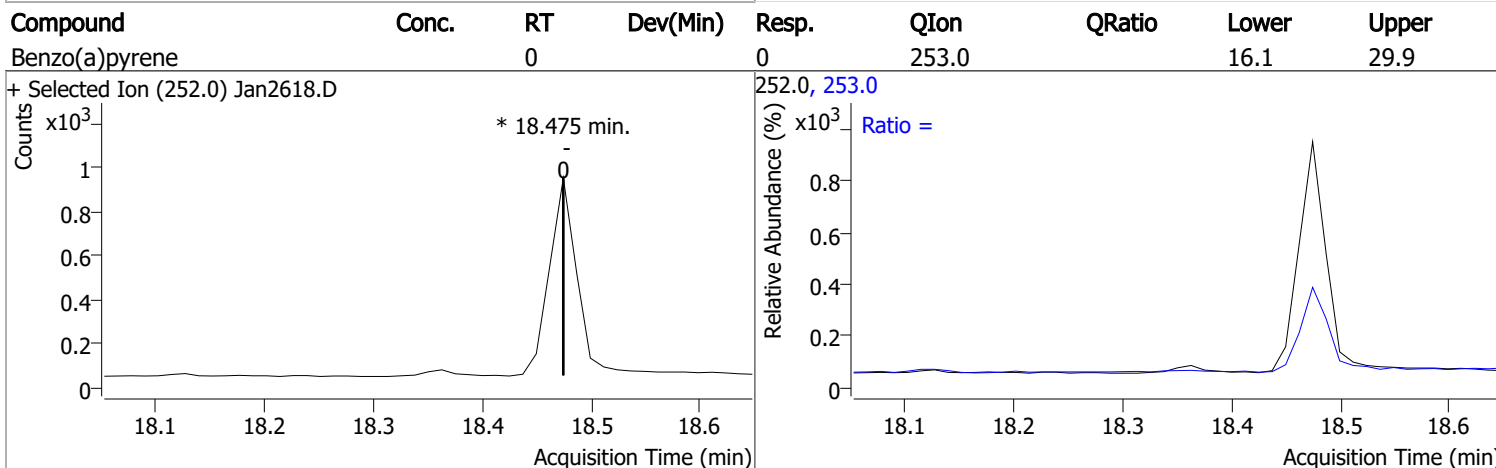 Compound Conc. RT Dev(Min) Resp. QIon QRatio Lower Upper
Benzo(a)pyrene 0 0 253.0 16.1 29.9
+ Selected Ion (252.0) Jan2618.D
Counts
x10³
* 18.475 min.
-
0
1
0.8
0.6
0.4
0.2
0
18.1 18.2 18.3 18.4 18.5 18.6
Acquisition Time (min)
252.0, 253.0
Relative Abundance (%)
x10³
Ratio =
0.8
0.6
0.4
0.2
0
18.1 18.2 18.3 18.4 18.5 18.6
Acquisition Time (min)